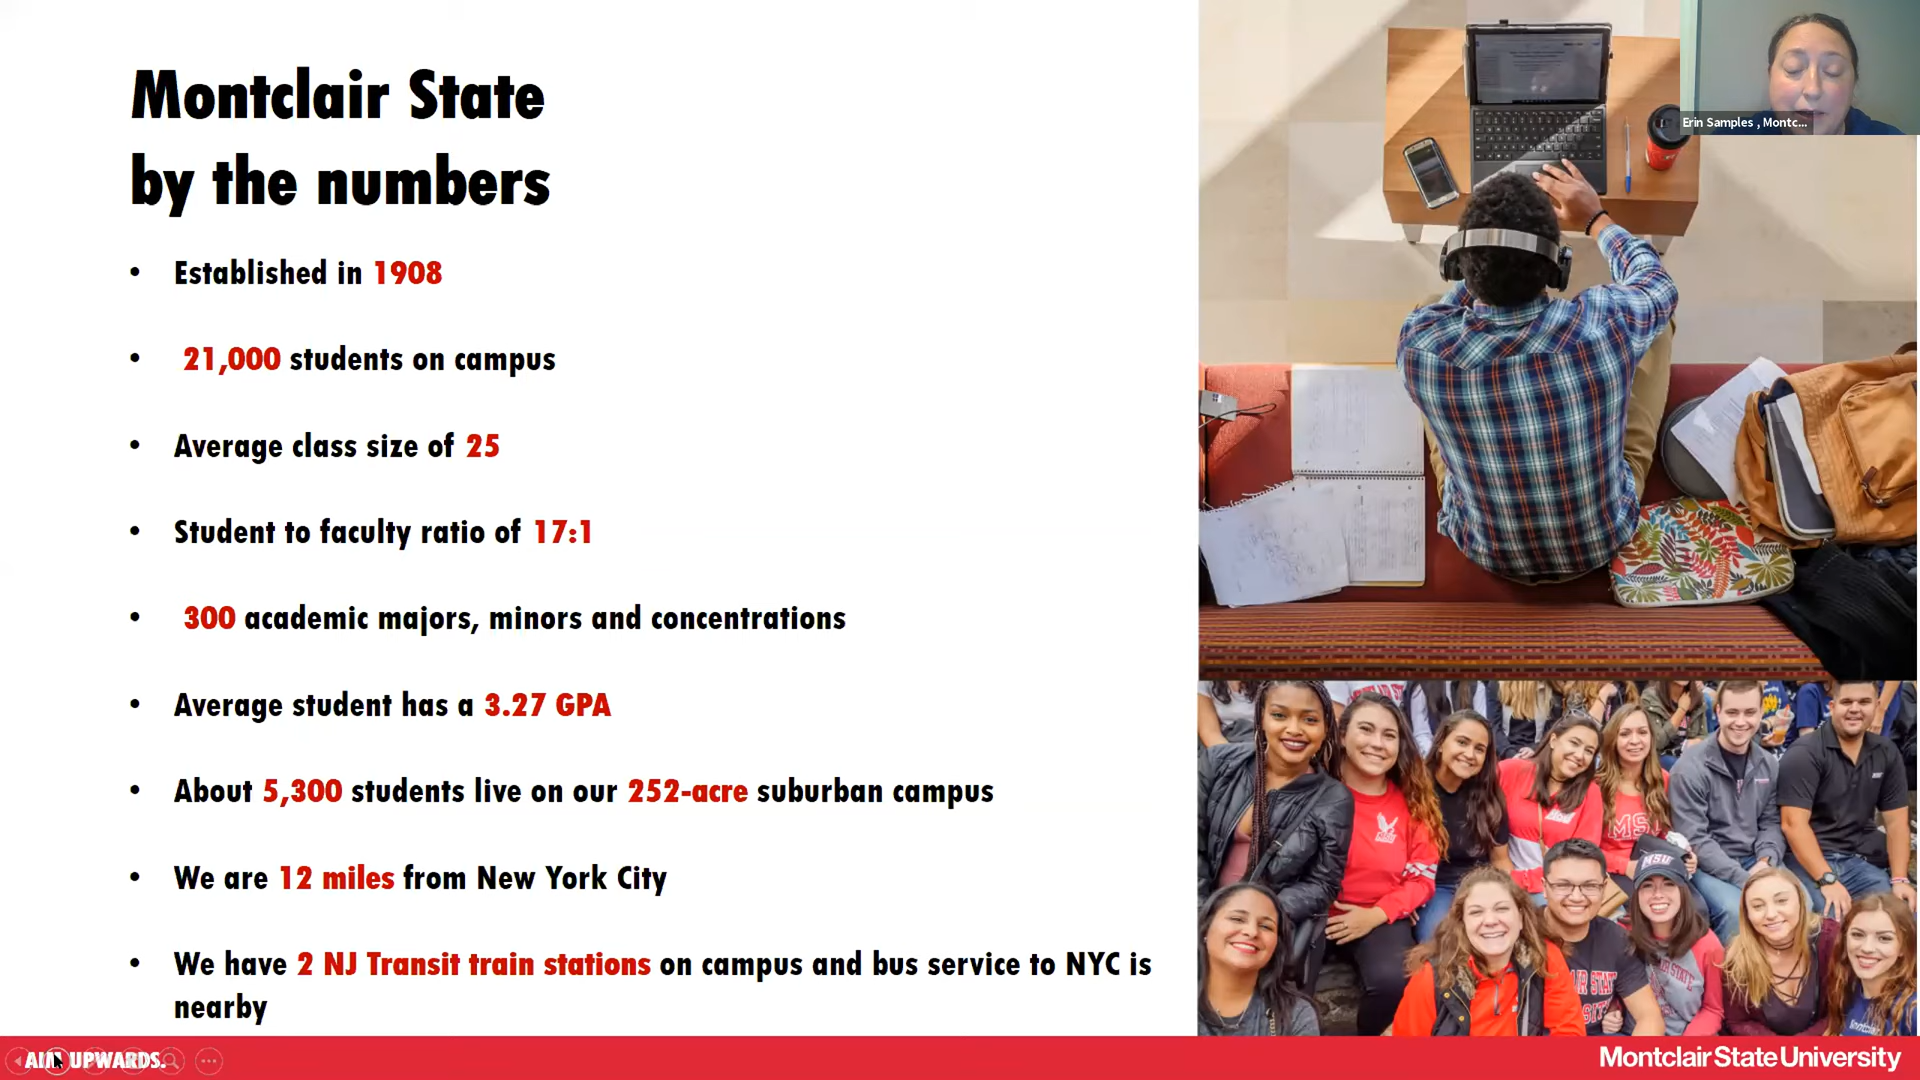 Montclair State
by the numbers
• Established in 1908
• 21,000 students on campus
• Average class size of 25
• Student to faculty ratio of 17:1
• 300 academic majors, minors and concentrations
• Average student has a 3.27 GPA
• About 5,300 students live on our 252-acre suburban campus
• We are 12 miles from New York City
• We have 2 NJ Transit train stations on campus and bus service to NYC is
nearby
Erin Samples , Montc...
MSU
AIM UPWARDS.
Montclair State University